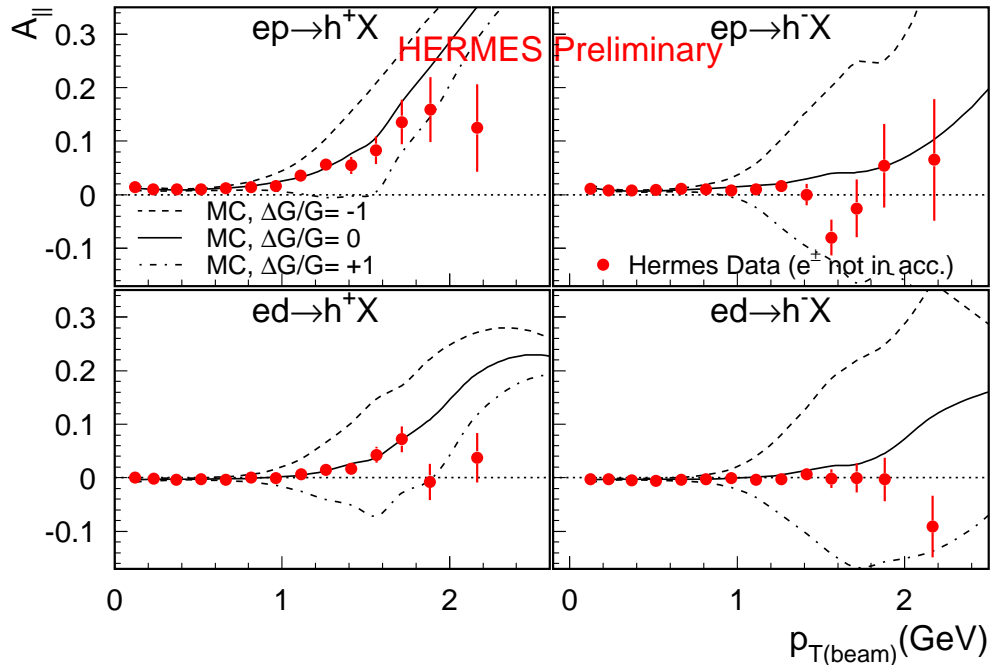 A||
ep→h⁺X
ep→h⁻X
HERMES Preliminary
0.3
0.2
0.1
0
-0.1
MC, ΔG/G= -1
MC, ΔG/G= 0
MC, ΔG/G= +1
Hermes Data (e± not in acc.)
ed→h⁺X
ed→h⁻X
0.3
0.2
0.1
0
-0.1
0 1 2 0 1 2
pT(beam)(GeV)